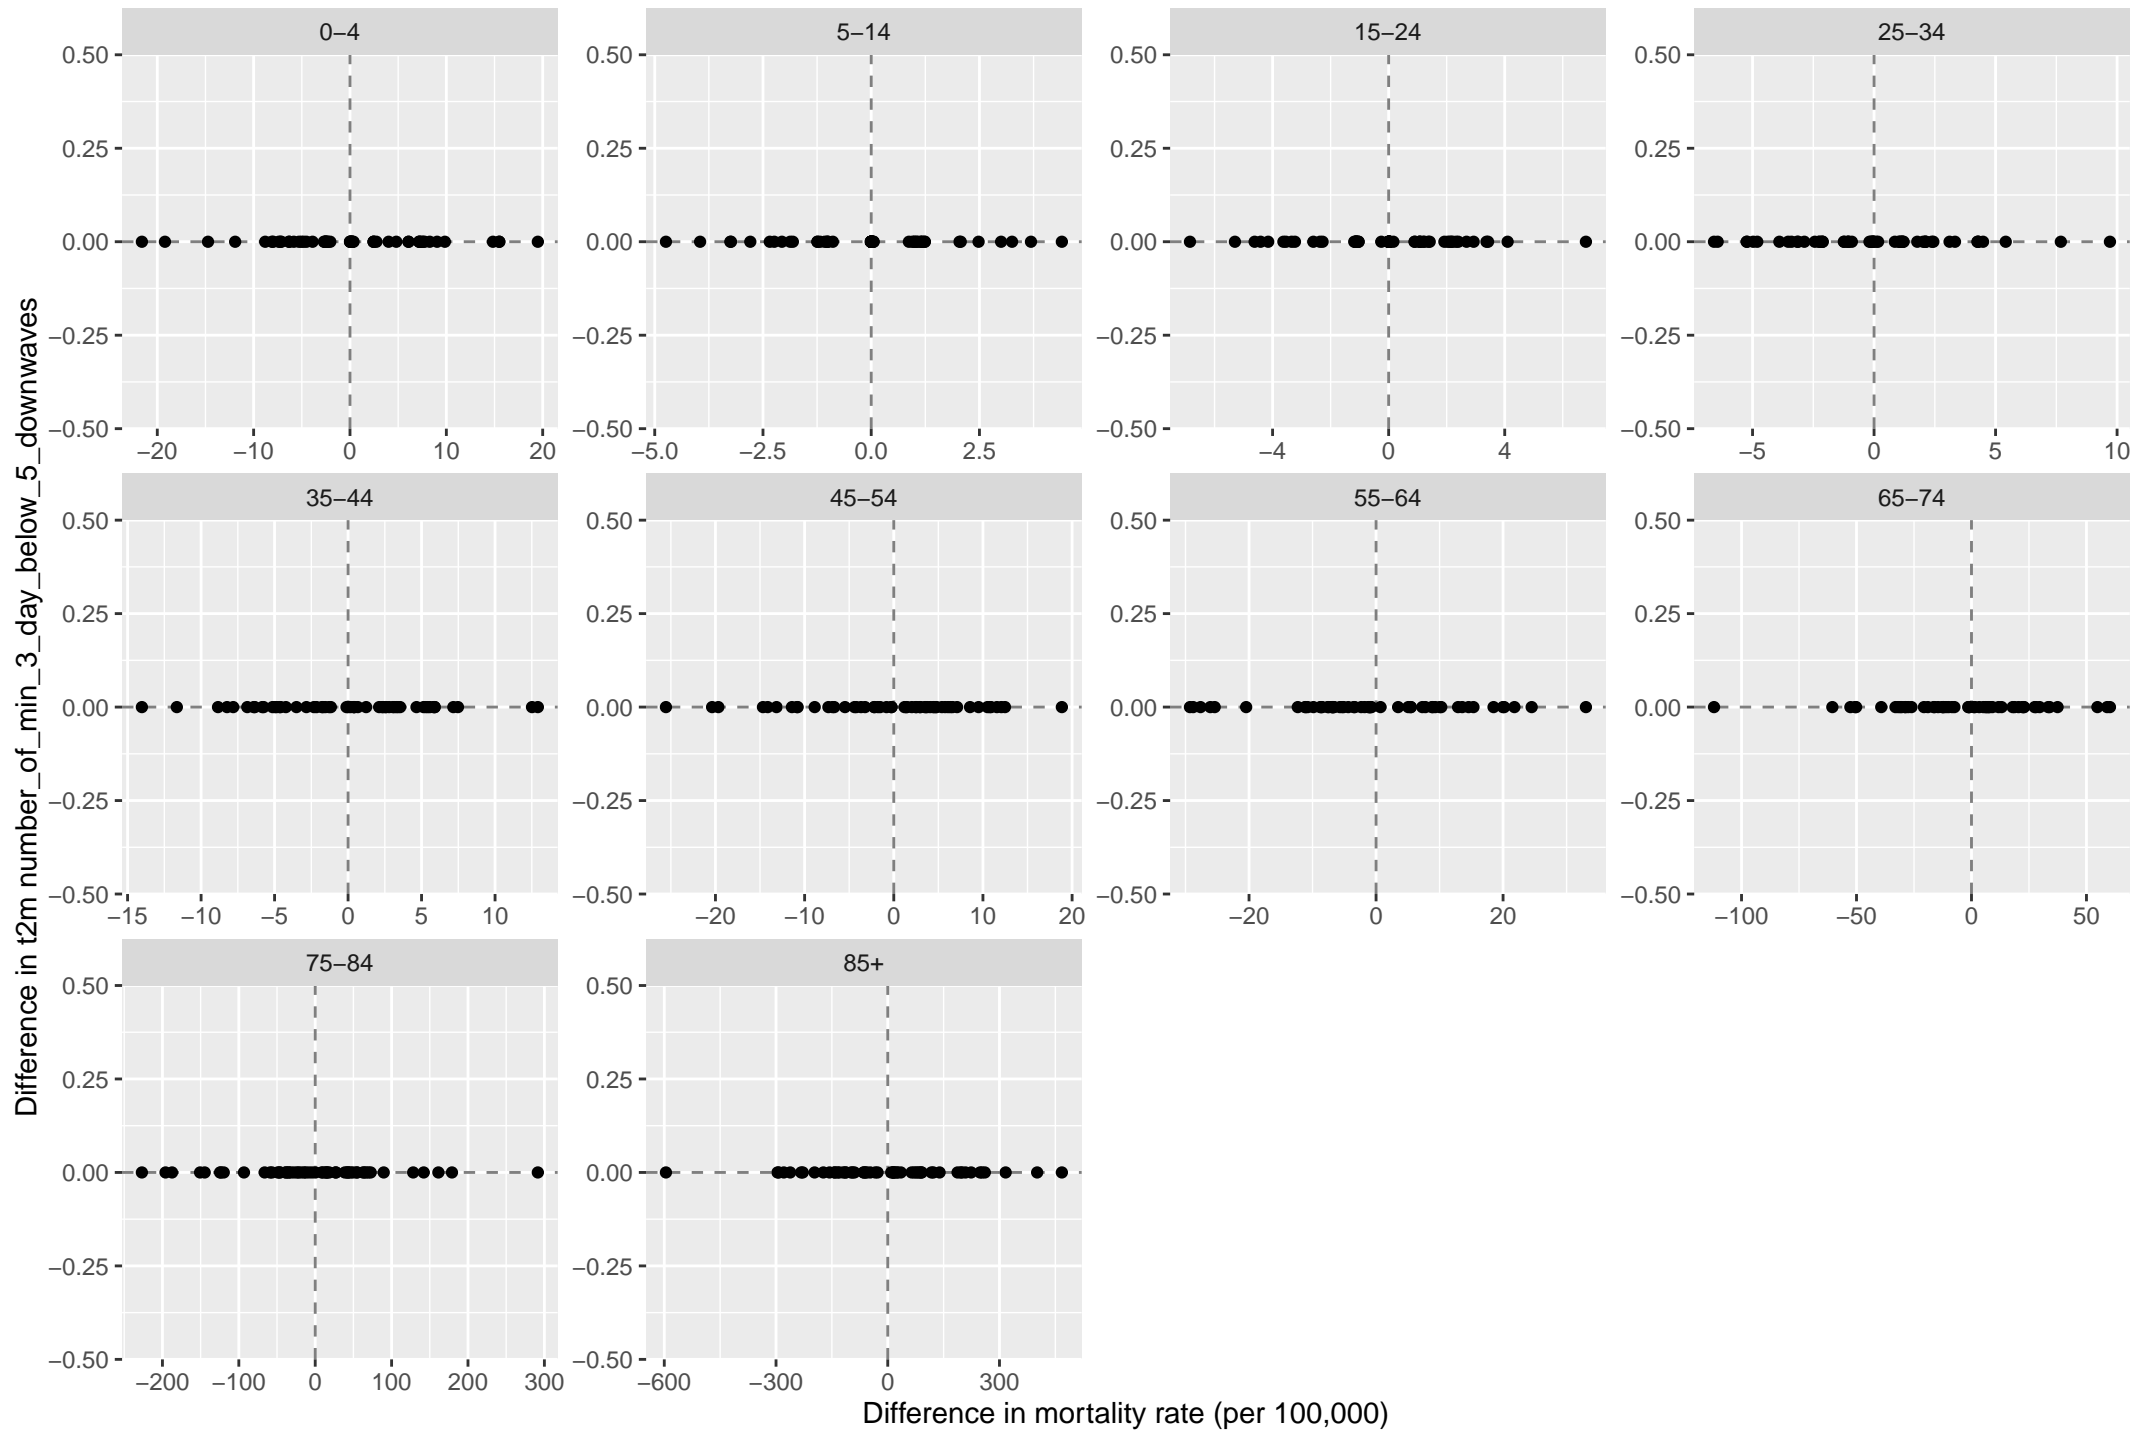 0−4 5−14 15−24 25−34
0.50 0.50 0.50 0.50
0.25 0.25 0.25 0.25
0.00 0.00 0.00 0.00
−0.25 −0.25 −0.25 −0.25
−0.50 −0.50 −0.50 −0.50
−20 −10 0 10 20 −5.0 −2.5 0.0 2.5 −4 0 4 −5 0 5 10
35−44 45−54 55−64 65−74
0.50 0.50 0.50 0.50
0.25 0.25 0.25 0.25
0.00 0.00 0.00 0.00
−0.25 −0.25 −0.25 −0.25
−0.50 −0.50 −0.50 −0.50
−15 −10 −5 0 5 10 −20 −10 0 10 20 −20 0 20 −100 −50 0 50
75−84 85+
0.50 0.50
0.25 0.25
0.00 0.00
−0.25 −0.25
−0.50 −0.50
−200 −100 0 100 200 300 −600 −300 0 300
Difference in mortality rate (per 100,000)
Difference in t2m number_of_min_3_day_below_5_downwaves